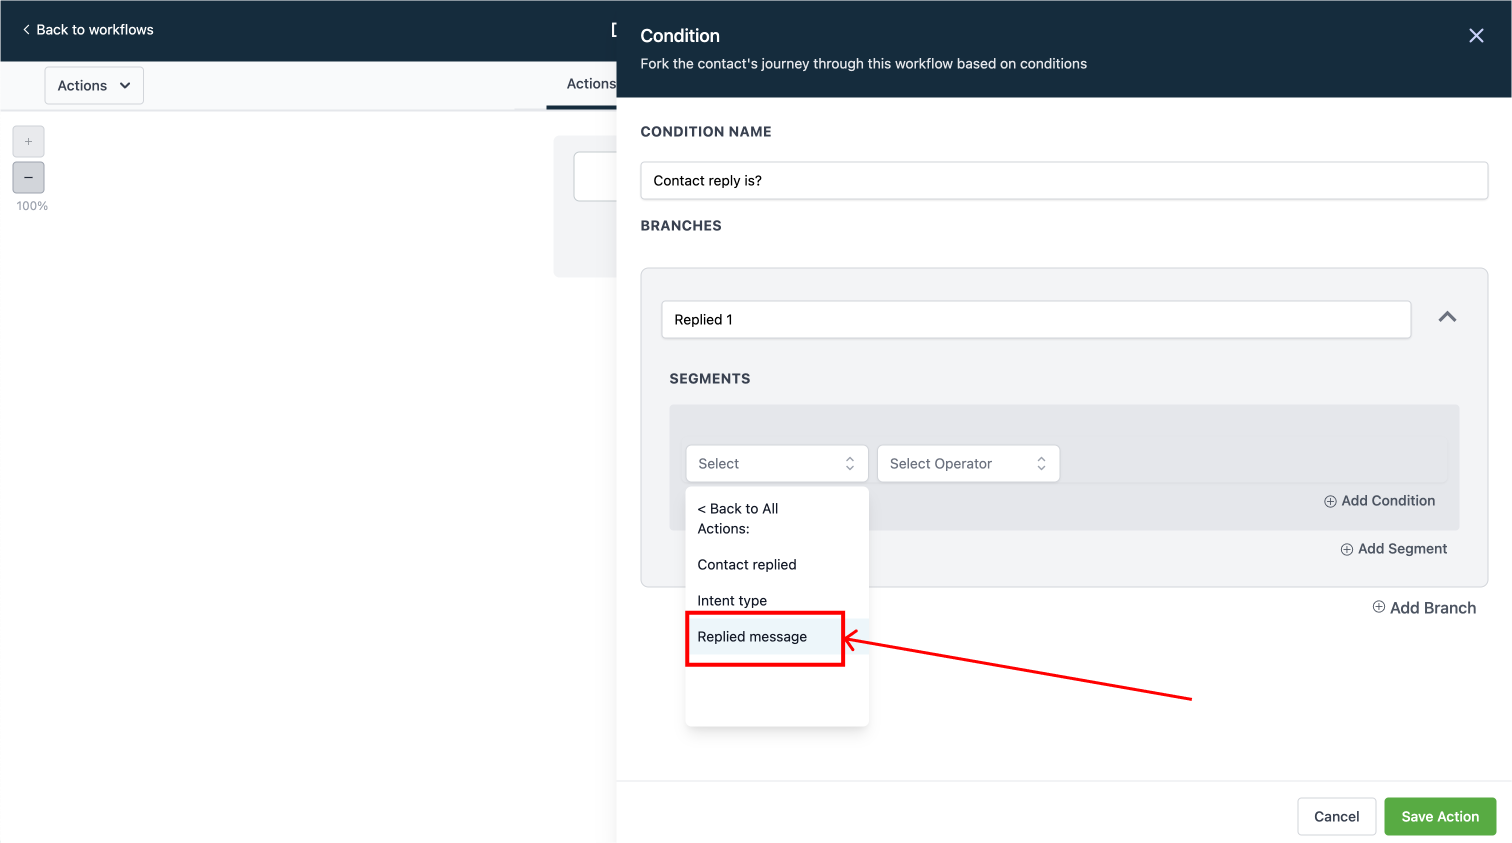 Back to workflows
Condition
Fork the contact's journey through this workflow based on conditions
Actions
Actions
+
−
100%
CONDITION NAME
Contact reply is?
BRANCHES
Replied 1
SEGMENTS
Select
Select Operator
< Back to All
Actions:
Contact replied
Intent type
Replied message
Add Condition
Add Segment
Add Branch
Cancel
Save Action